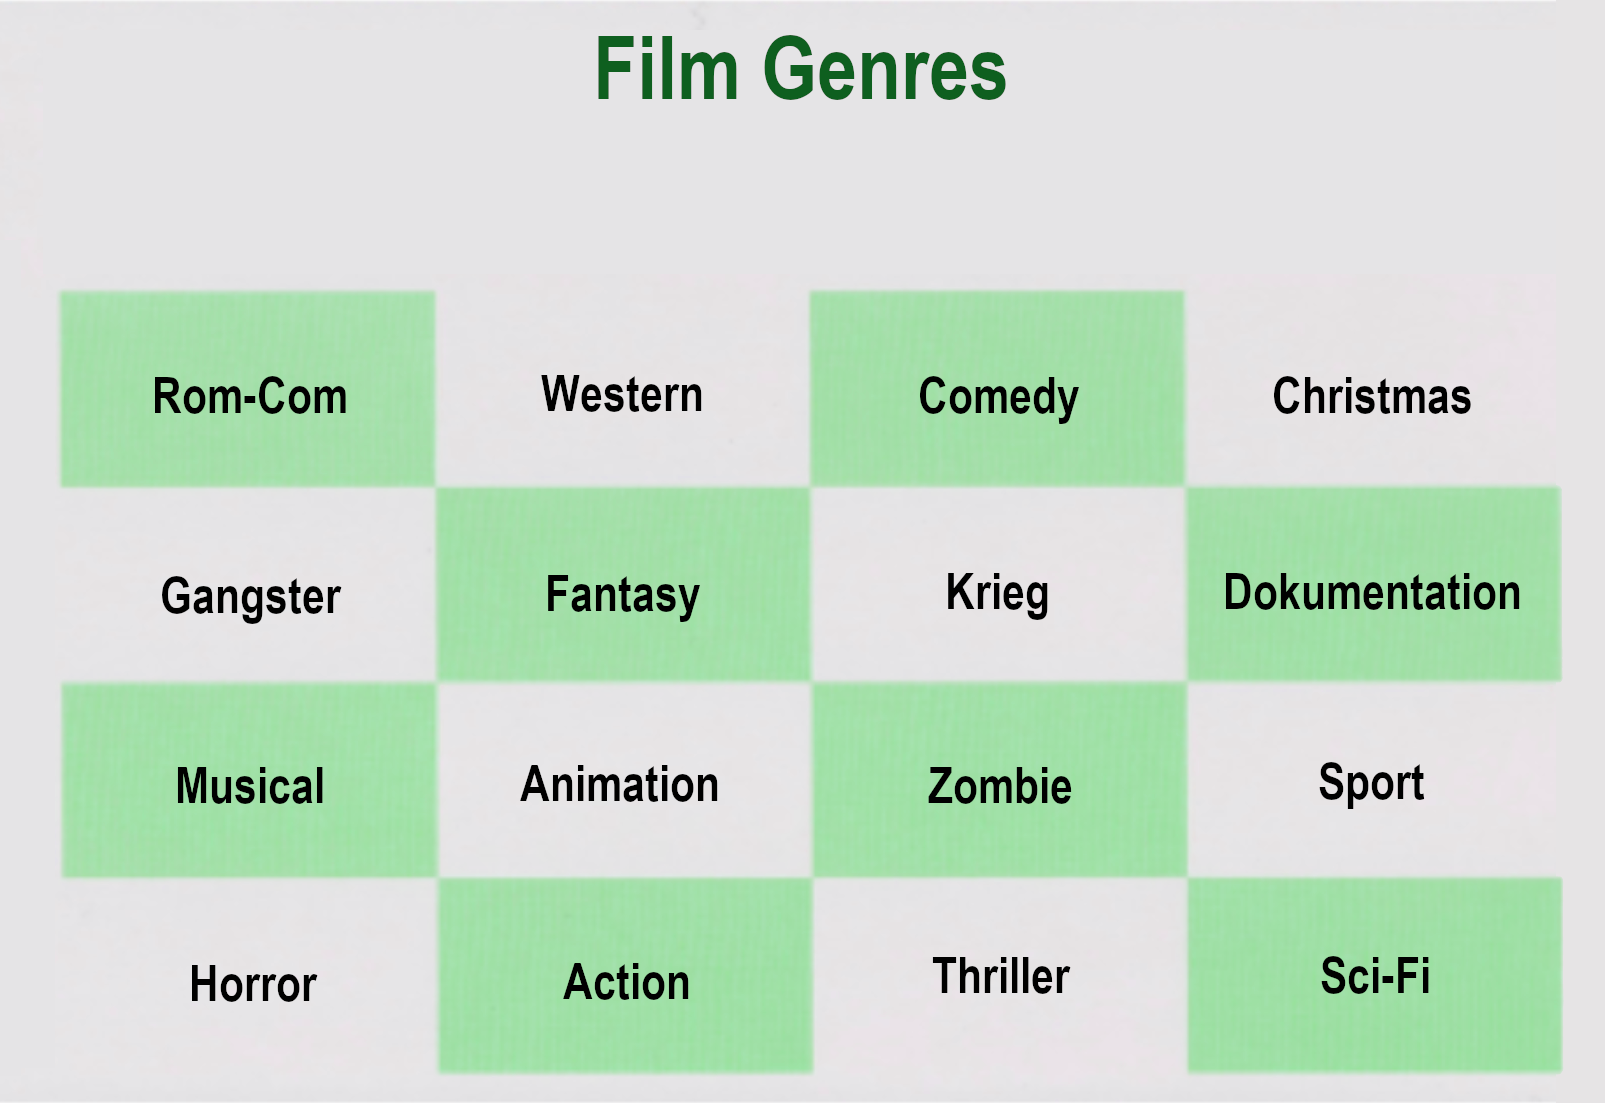 Film Genres
Rom-Com Western Comedy Christmas
Gangster Fantasy Krieg Dokumentation
Musical Animation Zombie Sport
Horror Action Thriller Sci-Fi